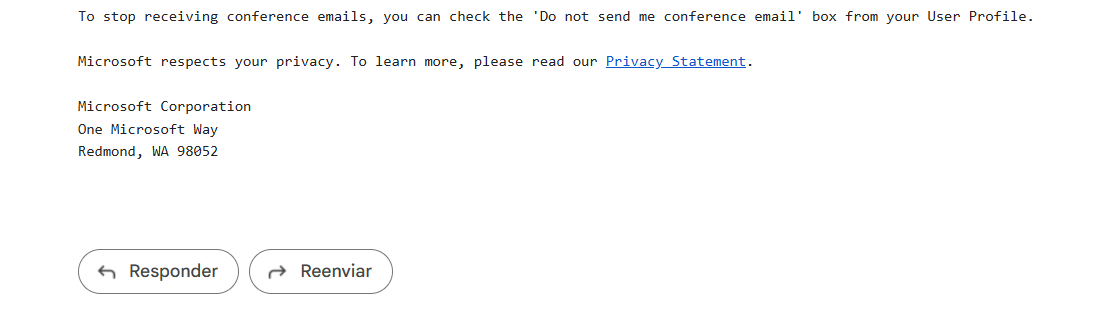 To stop receiving conference emails, you can check the 'Do not send me conference email' box from your User Profile.
Microsoft respects your privacy. To learn more, please read our Privacy Statement.
Microsoft Corporation
One Microsoft Way
Redmond, WA 98052
Responder
Reenviar